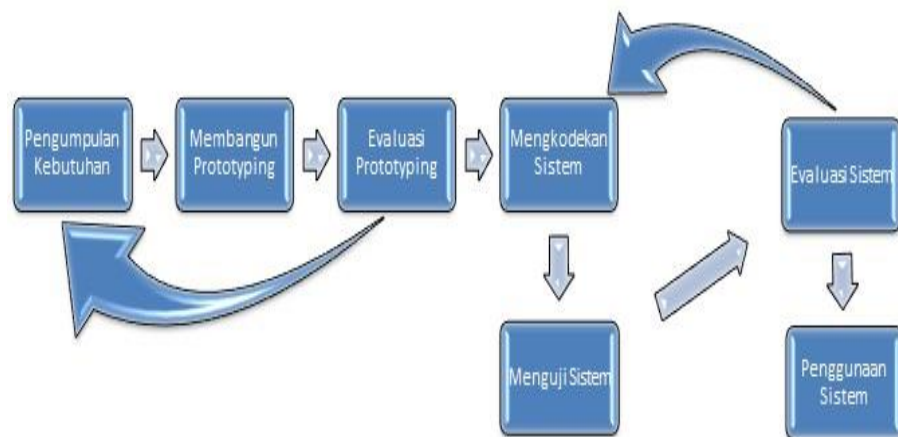 Pengumpulan
Kebutuhan
Membangun
Prototyping
Evaluasi
Prototyping
Mengkodekan
Sistem
Evaluasi Sistem
Menguji Sistem
Penggunaan
Sistem